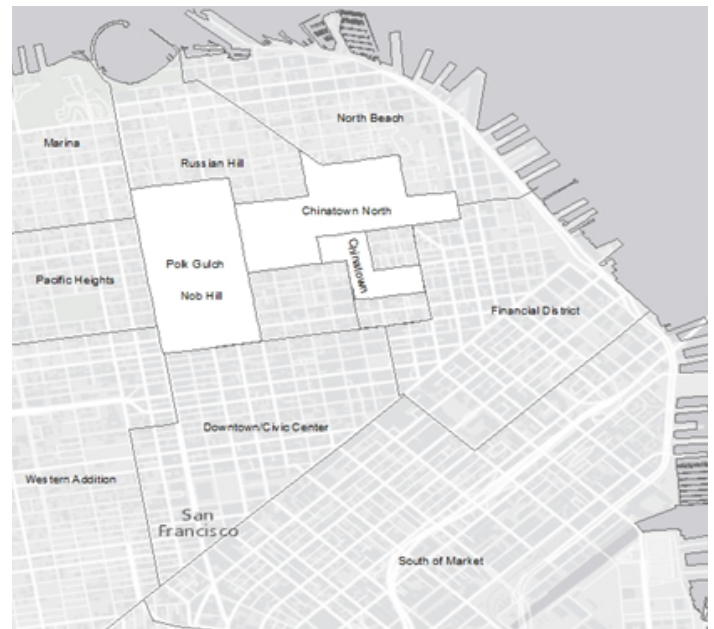 North Beach
Marina
Russian Hill
Chinatown North
Chinatown
Polk Gulch
Pacific Heights
Nob Hill
Financial District
Downtown/Civic Center
Western Addition
San
Francisco
South of Market